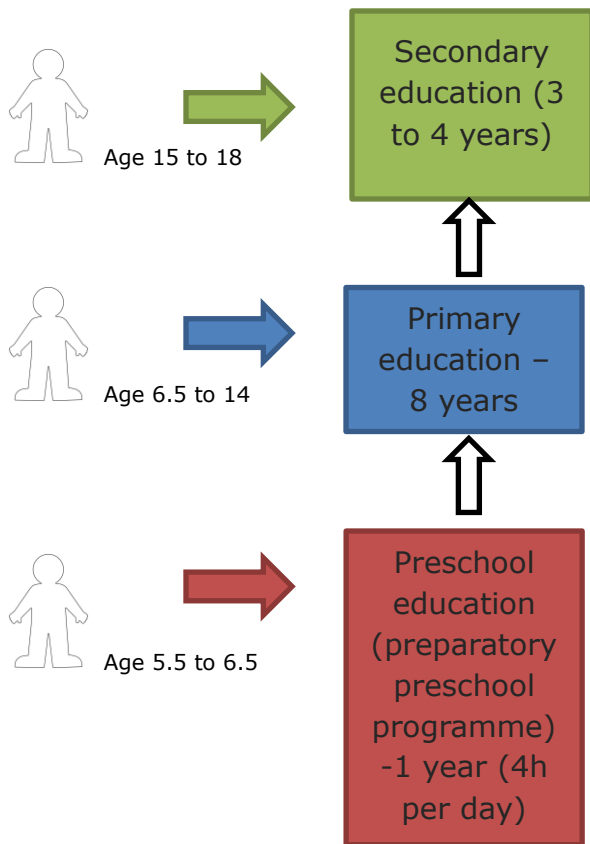 Secondary
education (3
to 4 years)
Age 15 to 18
Primary
education –
8 years
Age 6.5 to 14
Preschool
education
(preparatory
preschool
programme)
-1 year (4h
per day)
Age 5.5 to 6.5